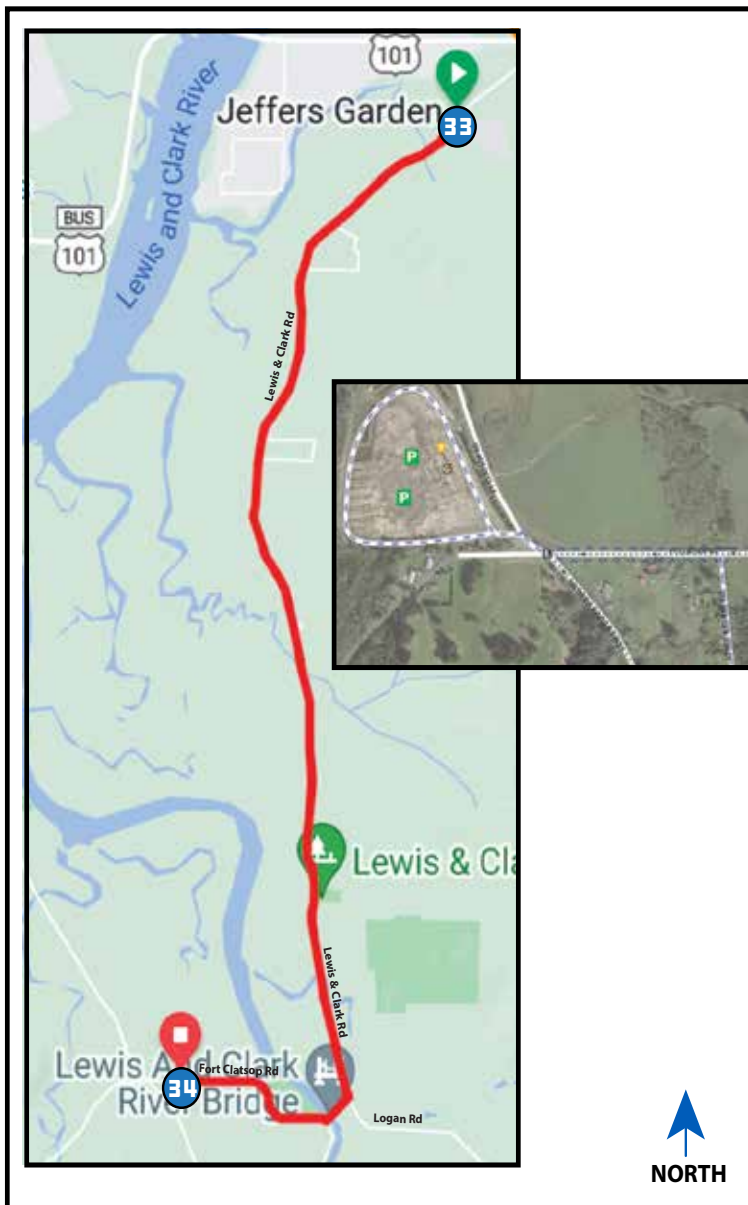 101
Jeffers Garden
33
Lewis and Clark River
BUS
101
Lewis & Clark Rd
P
P
Lewis & Cla
Lewis & Clark Rd
Lewis And Clark
River Bridge
Fort Clatsop Rd
34
Logan Rd
NORTH